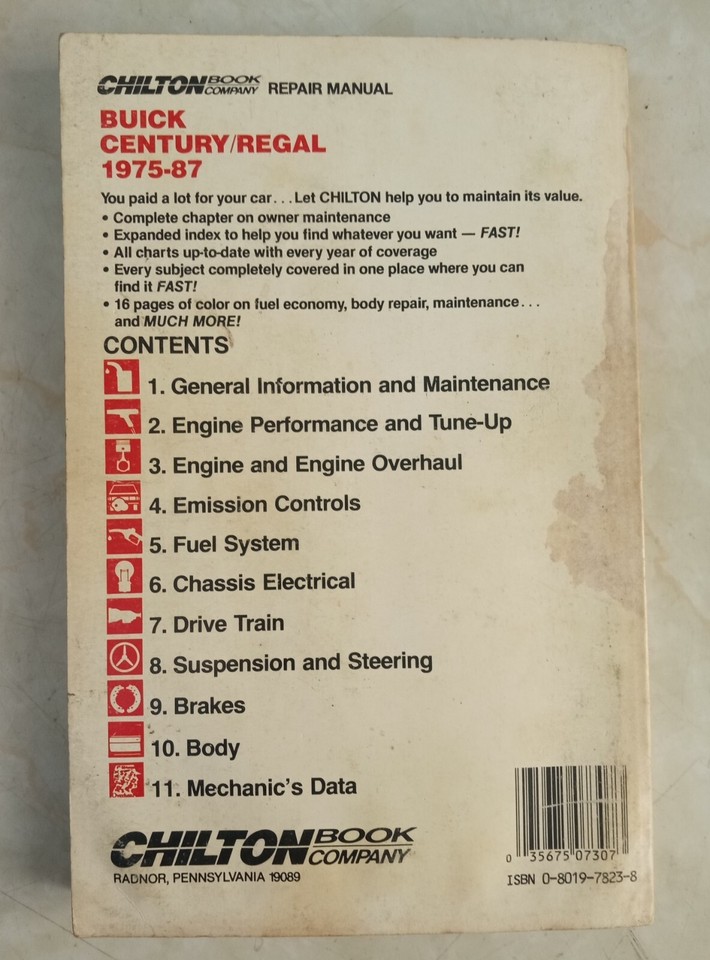 CHILTON BOOK COMPANY REPAIR MANUAL
BUICK
CENTURY/REGAL
1975-87
You paid a lot for your car...Let CHILTON help you to maintain its value.
• Complete chapter on owner maintenance
• Expanded index to help you find whatever you want — FAST!
• All charts up-to-date with every year of coverage
• Every subject completely covered in one place where you can
find it FAST!
• 16 pages of color on fuel economy, body repair, maintenance...
and MUCH MORE!
CONTENTS
1. General Information and Maintenance
2. Engine Performance and Tune-Up
3. Engine and Engine Overhaul
4. Emission Controls
5. Fuel System
6. Chassis Electrical
7. Drive Train
8. Suspension and Steering
9. Brakes
10. Body
11. Mechanic's Data
CHILTON BOOK COMPANY
RADNOR, PENNSYLVANIA 19089
0 35675 07307
ISBN 0-8019-7823-8